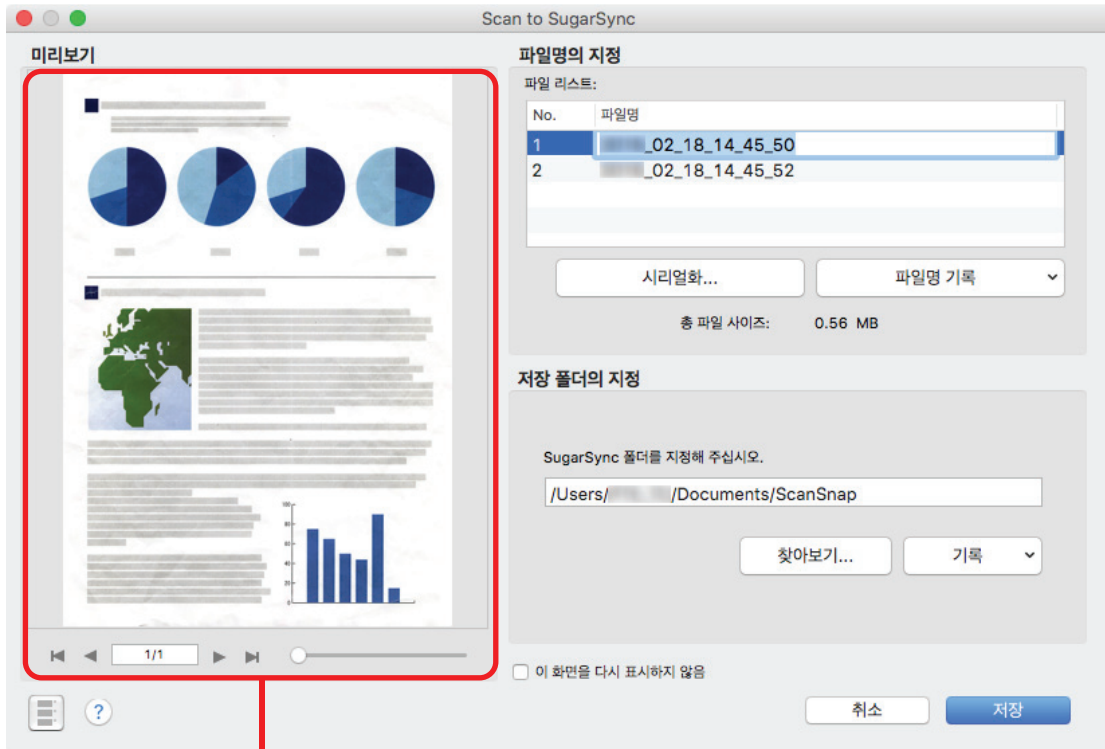 Scan to SugarSync
미리보기
1/1
?
파일명의 지정
파일 리스트:
No. 파일명
1 _02_18_14_45_50
2 _02_18_14_45_52
시리얼화... 파일명 기록
총 파일 사이즈: 0.56 MB
저장 폴더의 지정
SugarSync 폴더를 지정해 주십시오.
/Users/ /Documents/ScanSnap
찾아보기... 기록
이 화면을 다시 표시하지 않음
취소 저장